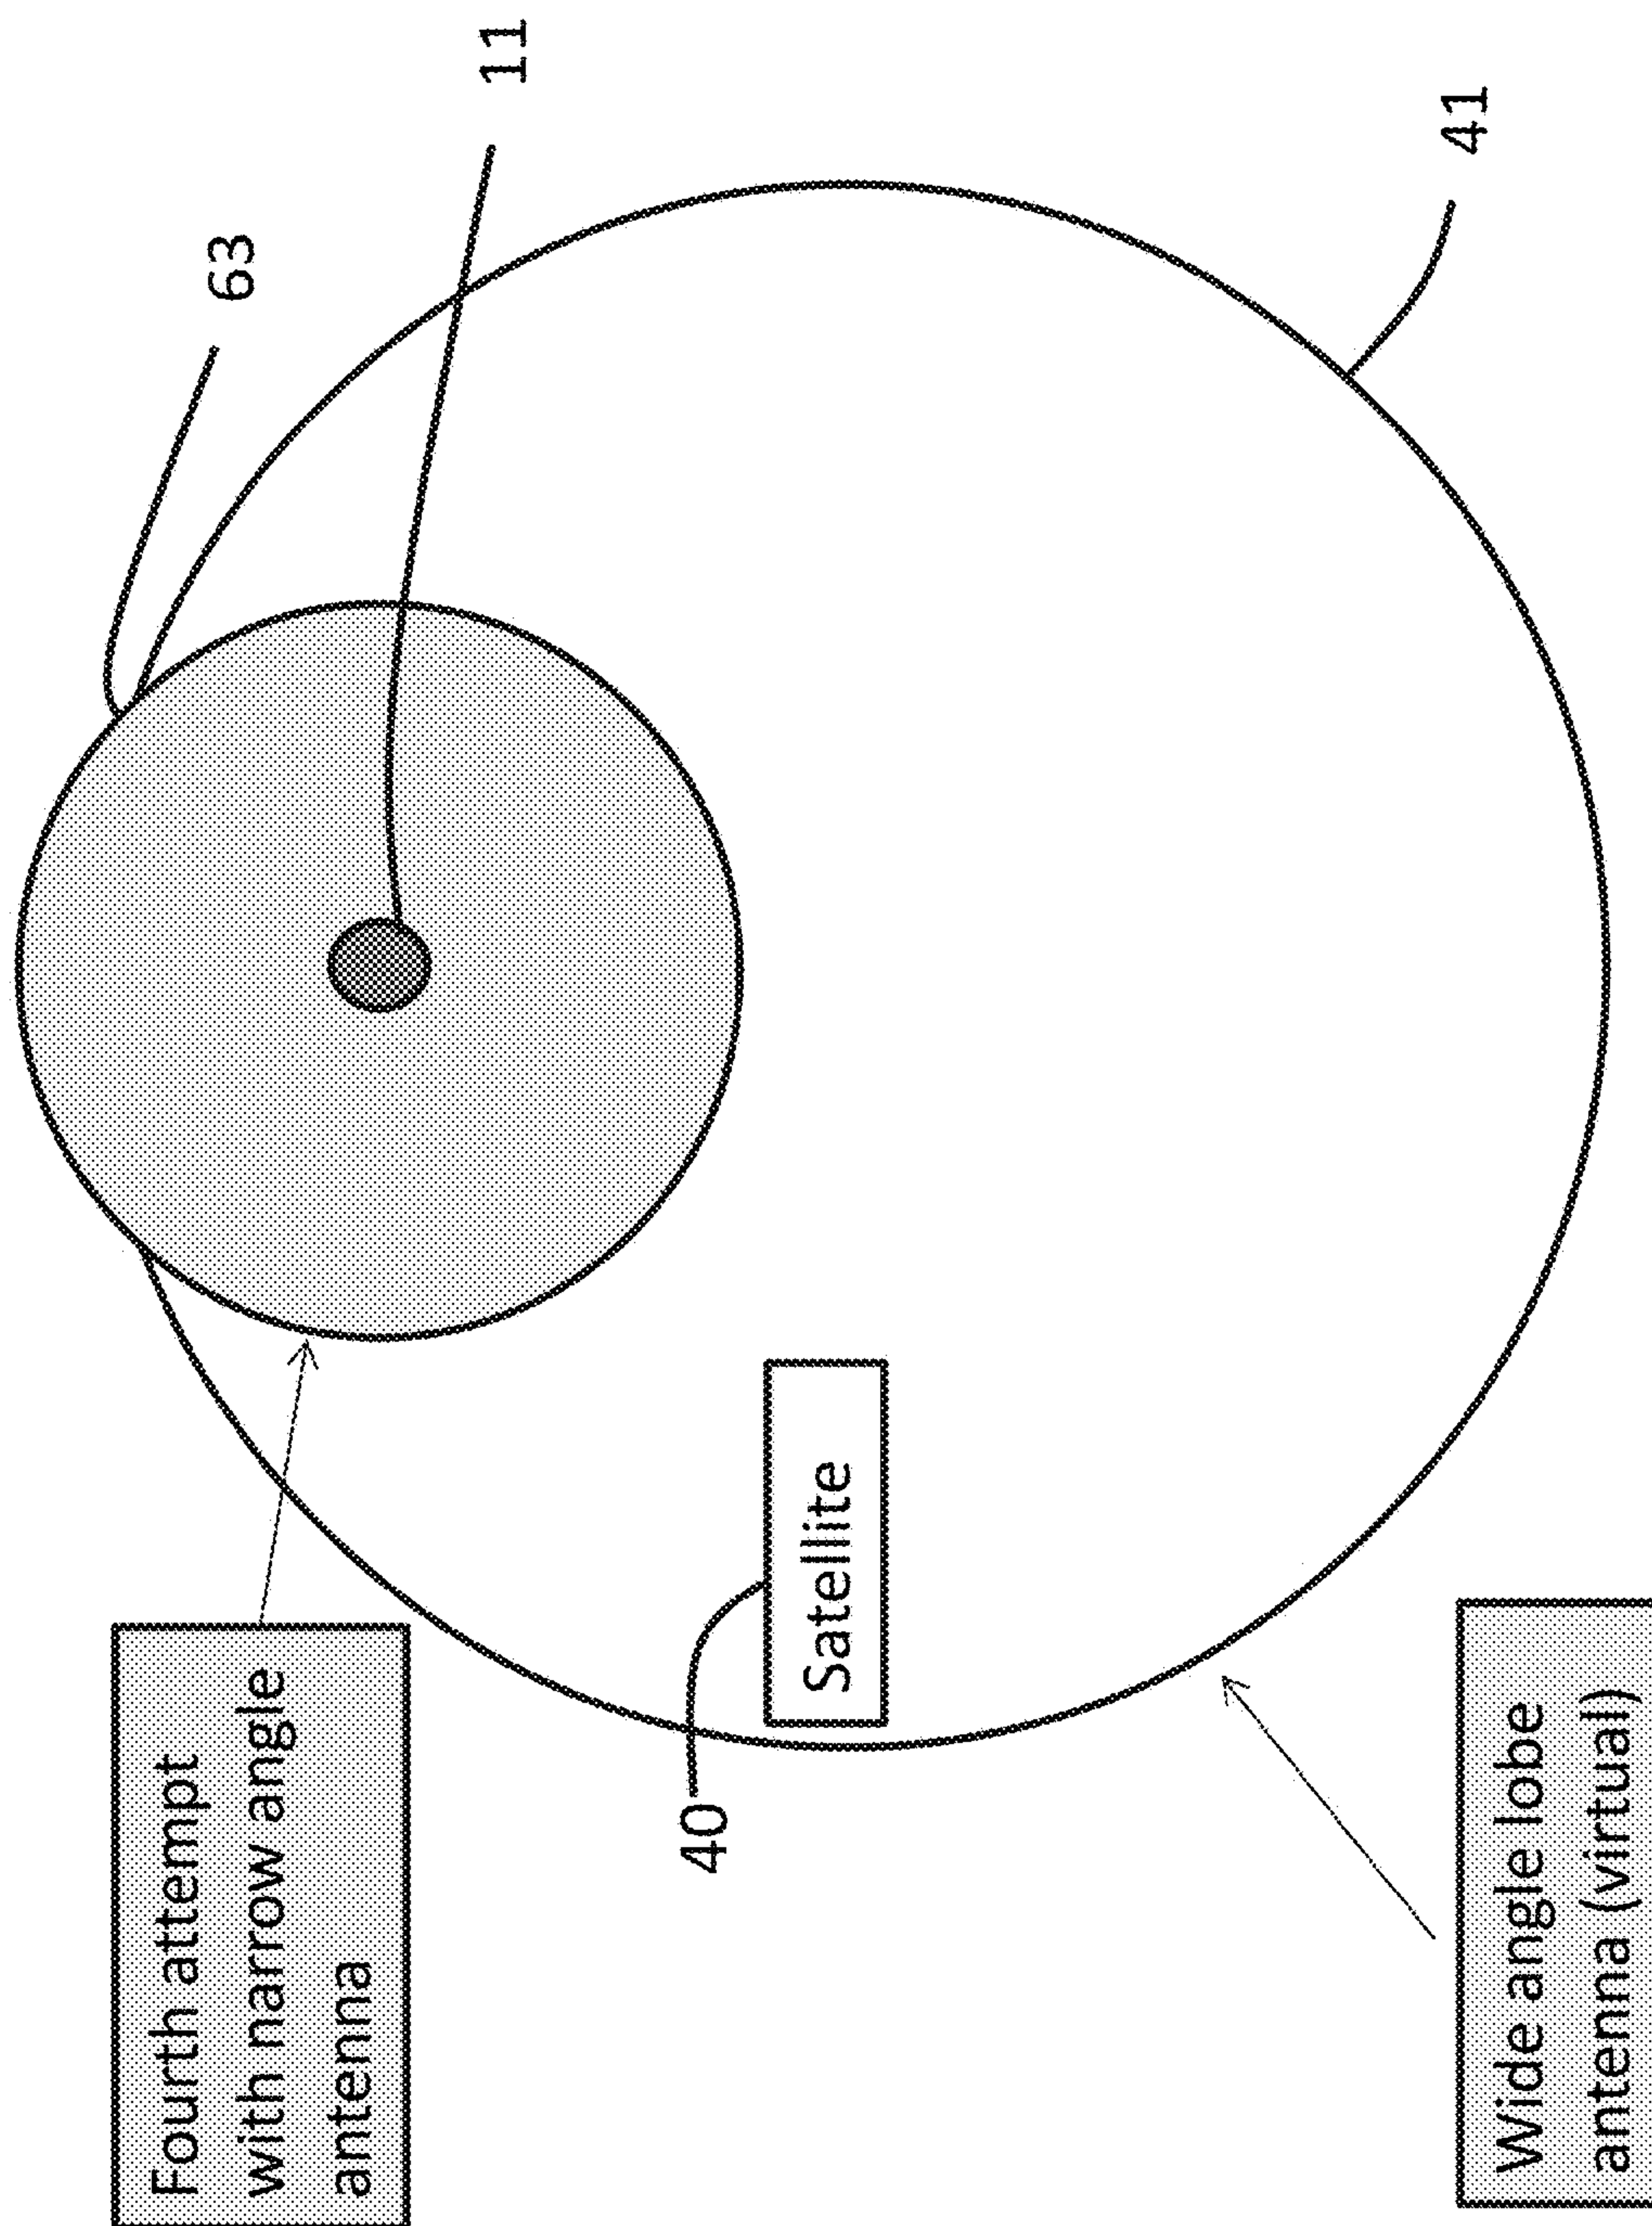 Fourth attempt
with narrow angle
antenna
63
11
40
Satellite
41
Wide angle lobe
antenna (virtual)